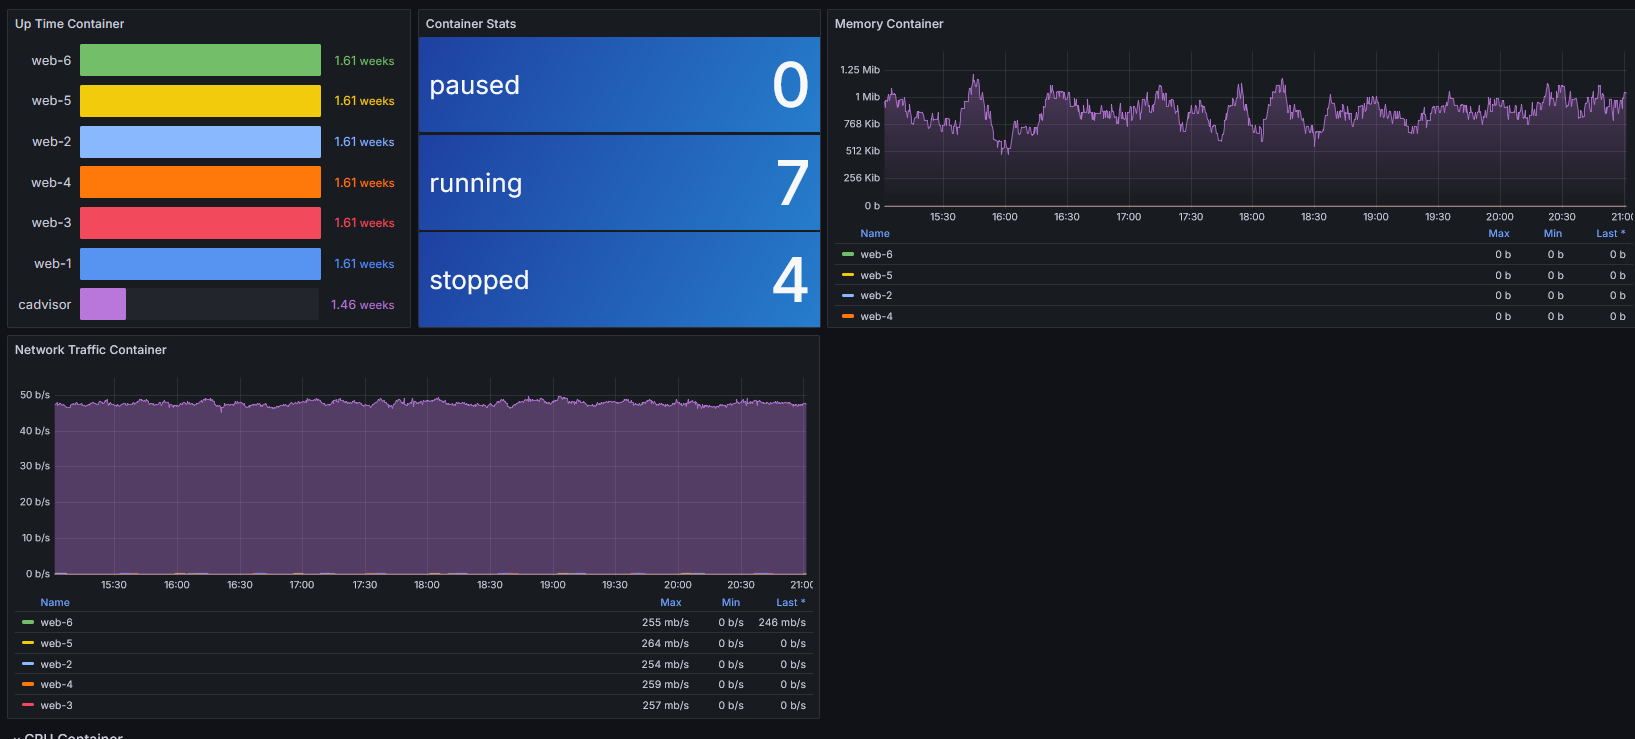 Up Time Container
web-6 1.61 weeks
web-5 1.61 weeks
web-2 1.61 weeks
web-4 1.61 weeks
web-3 1.61 weeks
web-1 1.61 weeks
cadvisor 1.46 weeks
Container Stats
paused 0
running 7
stopped 4
Memory Container
1.25 Mib
1 Mib
768 Kib
512 Kib
256 Kib
0 b
15:30 16:00 16:30 17:00 17:30 18:00 18:30 19:00 19:30 20:00 20:30 21:00
Name Max Min Last *
web-6 0 b 0 b 0 b
web-5 0 b 0 b 0 b
web-2 0 b 0 b 0 b
web-4 0 b 0 b 0 b
Network Traffic Container
50 b/s
40 b/s
30 b/s
20 b/s
10 b/s
0 b/s
15:30 16:00 16:30 17:00 17:30 18:00 18:30 19:00 19:30 20:00 20:30 21:00
Name Max Min Last *
web-6 255 mb/s 0 b/s 246 mb/s
web-5 264 mb/s 0 b/s 0 b/s
web-2 254 mb/s 0 b/s 0 b/s
web-4 259 mb/s 0 b/s 0 b/s
web-3 257 mb/s 0 b/s 0 b/s
CPU Container